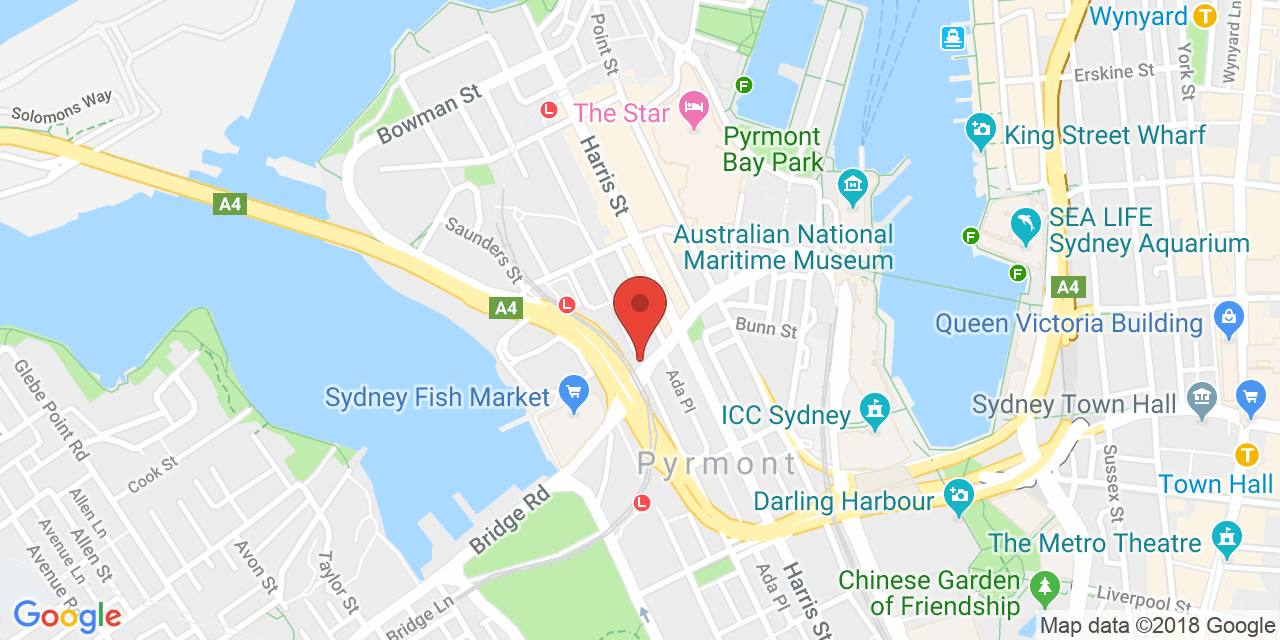 Wynyard
T
Point St
Erskine St
York St
Wynyard Ln
Solomons Way
Bowman St
L
The Star
F
Pyrmont
Bay Park
King Street Wharf
Harris St
A4
Saunders St
Australian National
Maritime Museum
F
SEA LIFE
Sydney Aquarium
F
A4
A4
L
Bunn St
Queen Victoria Building
Glebe Point Rd
Sydney Fish Market
Ada Pl
ICC Sydney
Sydney Town Hall
Cook St
Pyrmont
T
Town Hall
Sussex St
Allen Ln
Allen St
Bridge Rd
L
Darling Harbour
Avenue Ln
Avenue Rd
Avon St
Taylor St
The Metro Theatre
Ada Pl
Harris St
Chinese Garden
of Friendship
Liverpool St
Bridge Ln
Google
Map data ©2018 Google